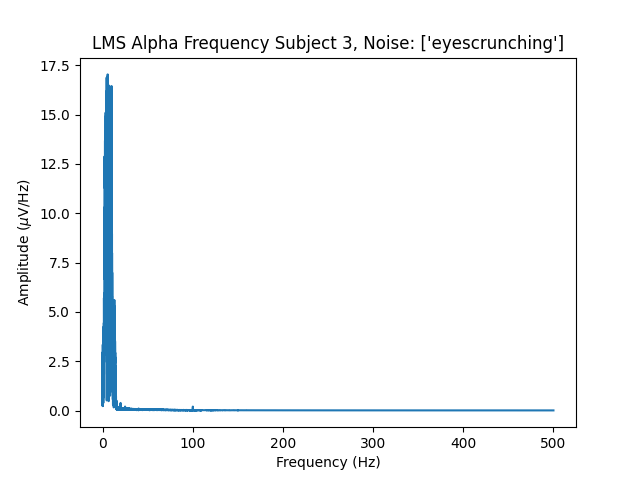 LMS Alpha Frequency Subject 3, Noise: ['eyescrunching']
17.5
15.0
12.5
10.0
7.5
5.0
2.5
0.0
Amplitude (μV/Hz)
0 100 200 300 400 500
Frequency (Hz)